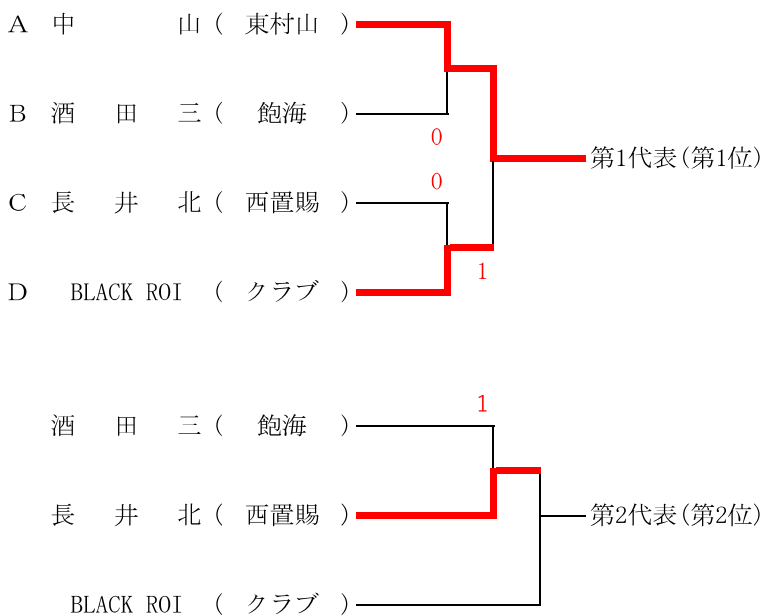 A 中 山 ( 東村山 )
B 酒 田 三 ( 飽海 )
0
第1代表(第1位)
0
C 長 井 北 ( 西置賜 )
1
D BLACK ROI ( クラブ )
1
酒 田 三 ( 飽海 )
長 井 北 ( 西置賜 )
第2代表(第2位)
BLACK ROI ( クラブ )